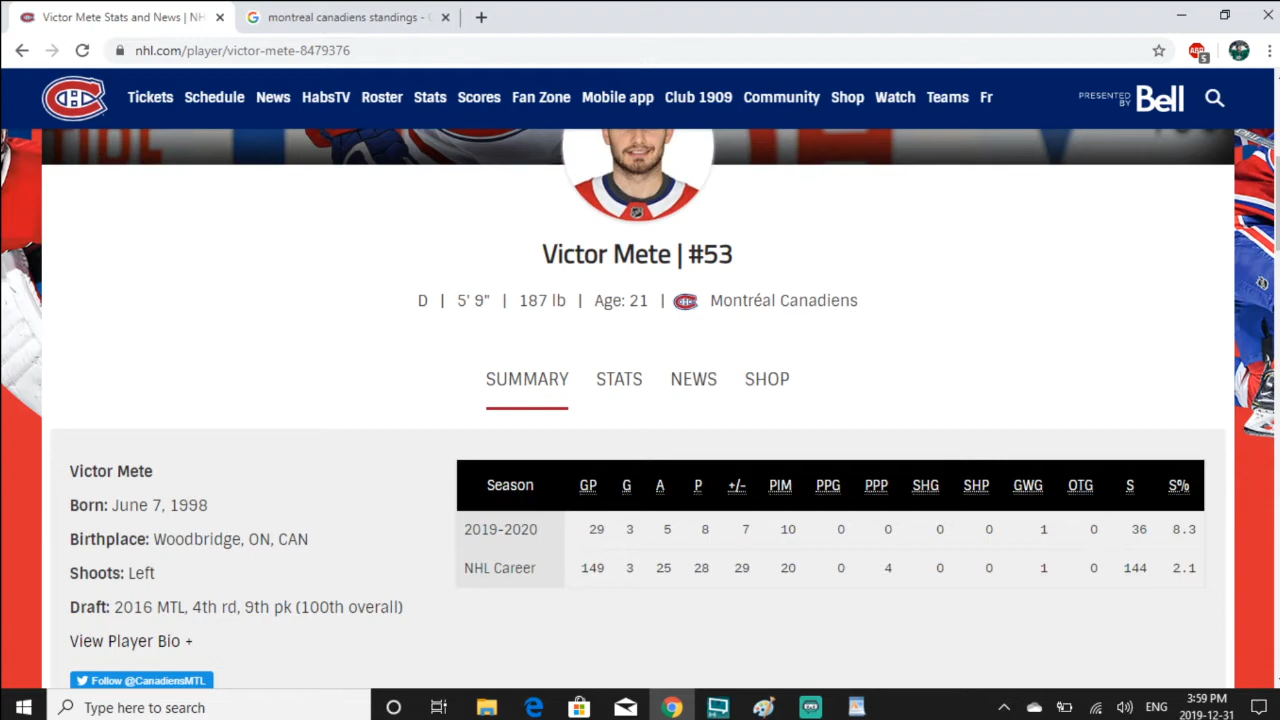 Victor Mete Stats and News | NH
montreal canadiens standings -
nhl.com/player/victor-mete-8479376
ABP
5
Tickets Schedule News HabsTV Roster Stats Scores Fan Zone Mobile app Club 1909 Community Shop Watch Teams Fr
PRESENTED BY Bell
Victor Mete | #53
D | 5' 9" | 187 lb | Age: 21 | Montréal Canadiens
SUMMARY STATS NEWS SHOP
Victor Mete
Born: June 7, 1998
Birthplace: Woodbridge, ON, CAN
Shoots: Left
Draft: 2016 MTL, 4th rd, 9th pk (100th overall)
View Player Bio +
Follow @CanadiensMTL
Season GP G A P +/- PIM PPG PPP SHG SHP GWG OTG S S%
2019-2020 29 3 5 8 7 10 0 0 0 0 1 0 36 8.3
NHL Career 149 3 25 28 29 20 0 4 0 0 1 0 144 2.1
Type here to search
ENG
3:59 PM
2019-12-31